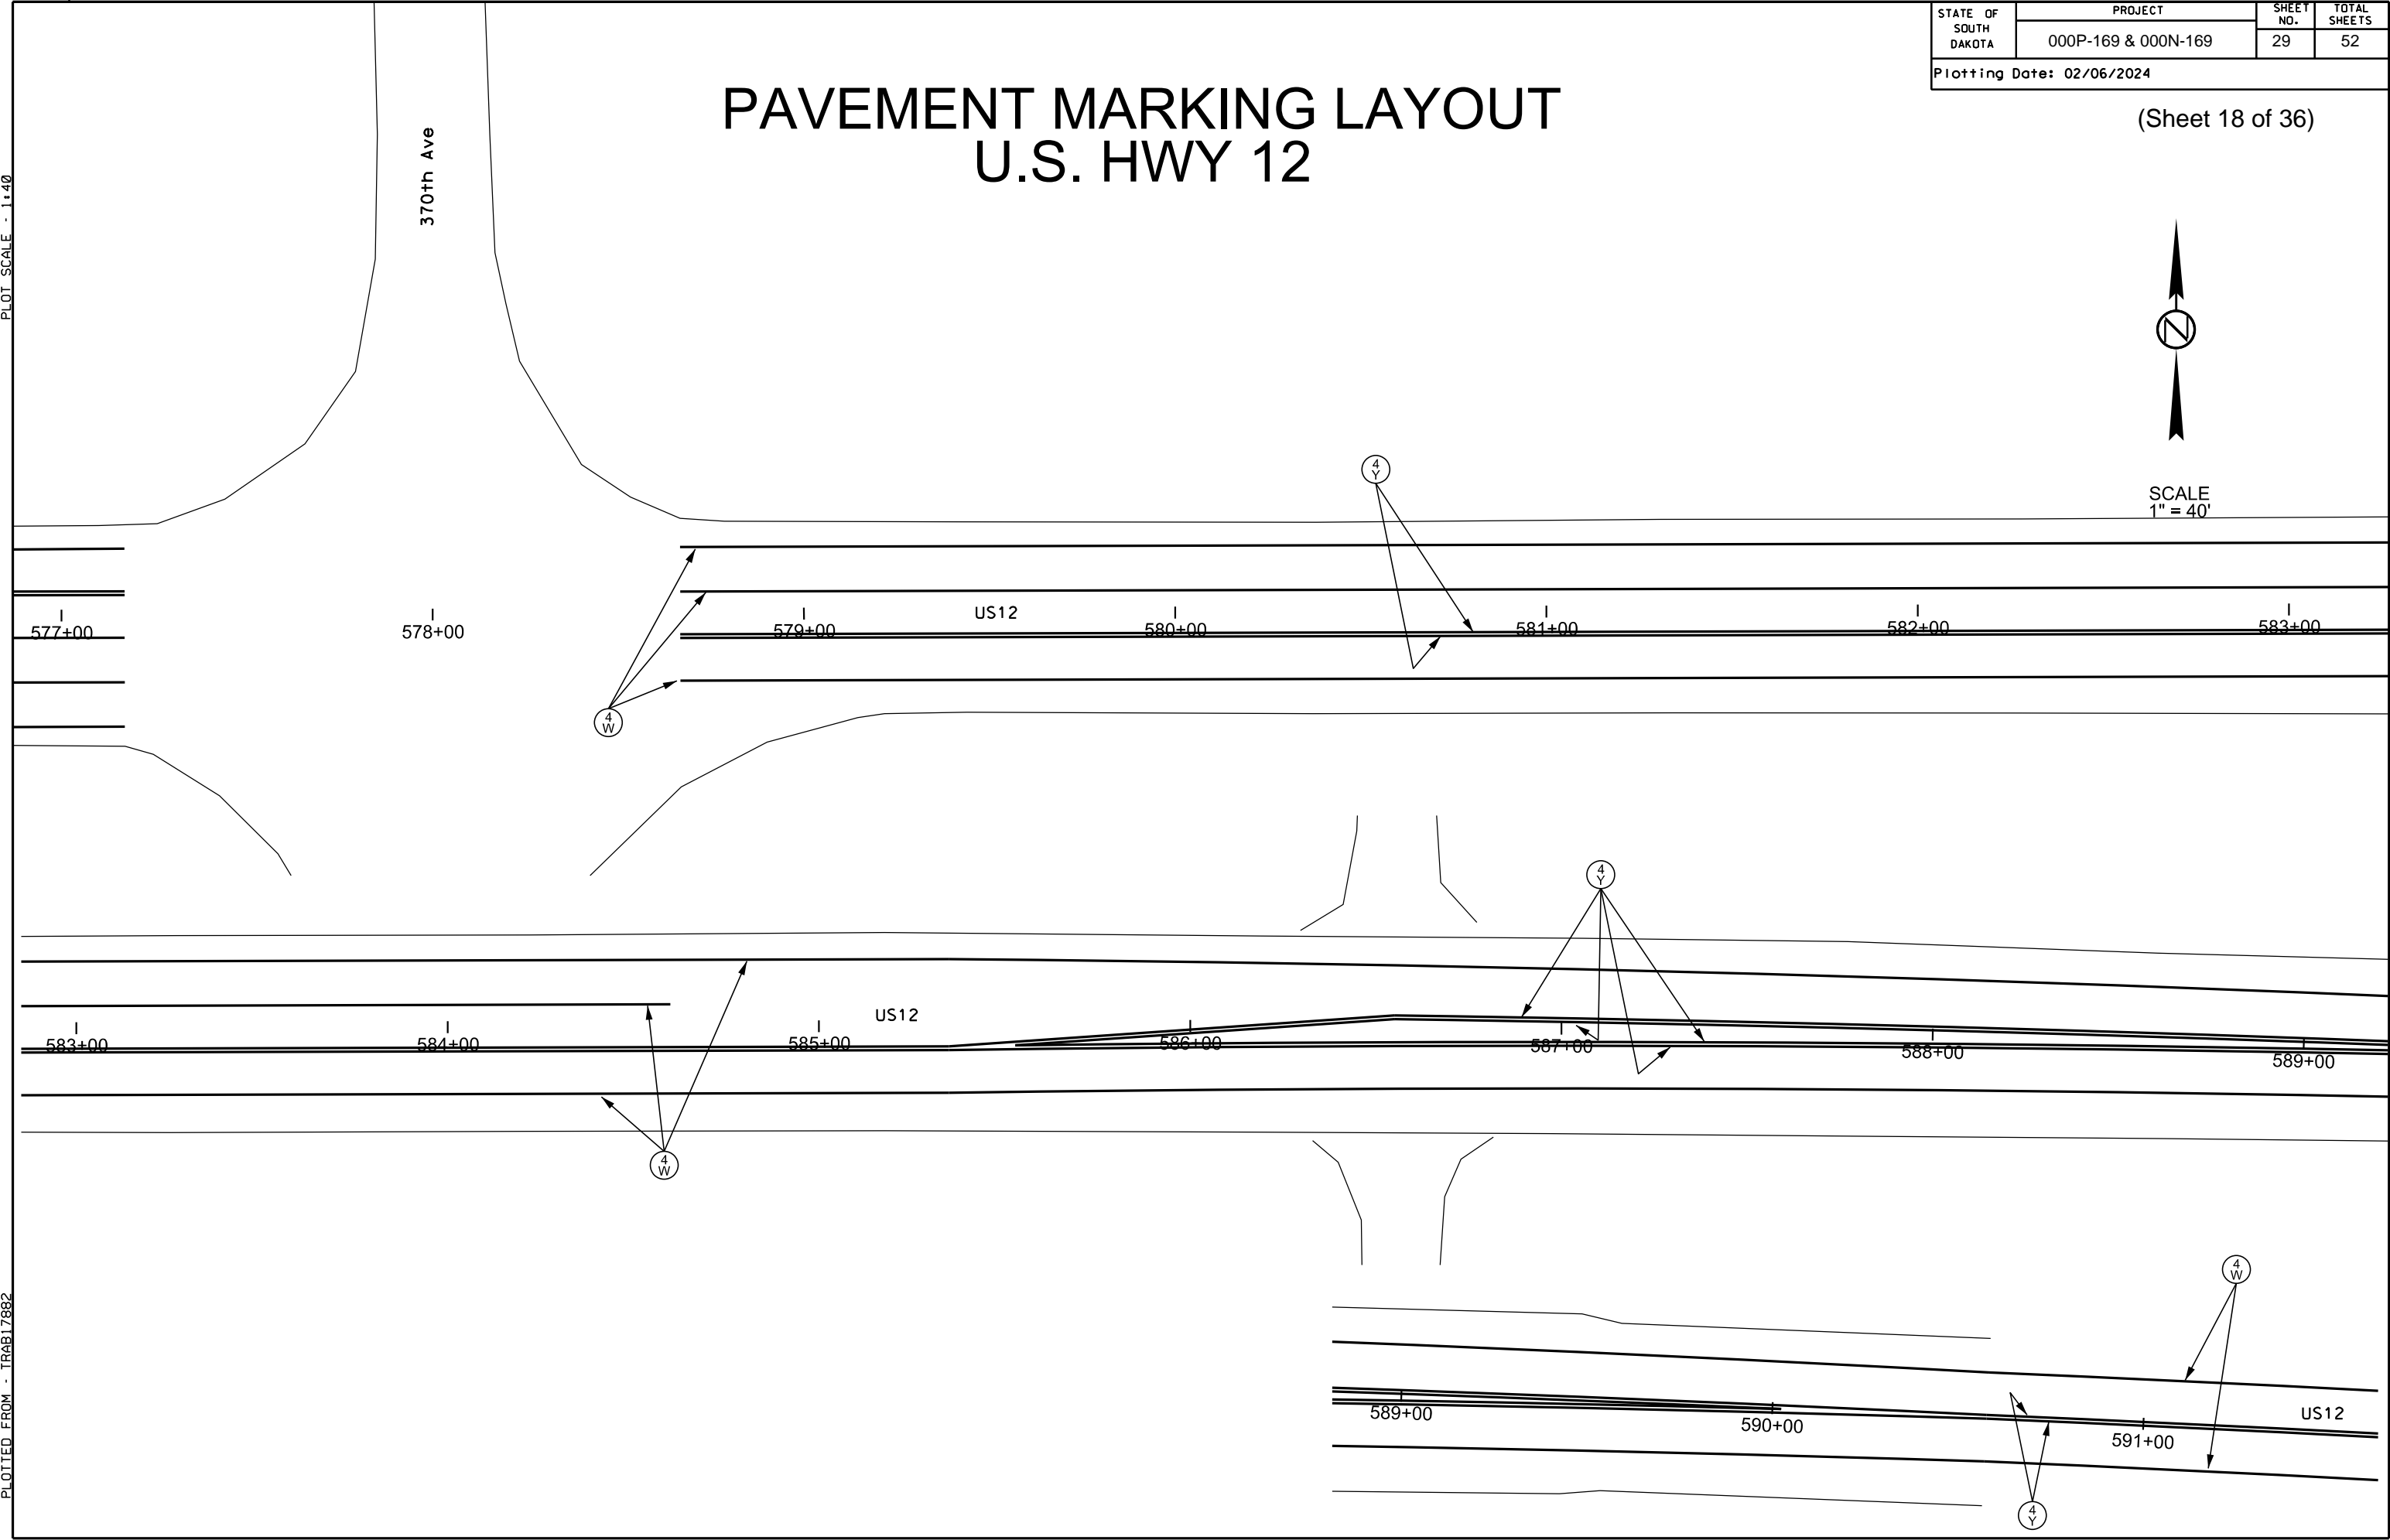 STATE OF
SOUTH
DAKOTA
PROJECT
SHEET
NO.
TOTAL
SHEETS
000P-169 & 000N-169
29
52
Plotting Date: 02/06/2024
(Sheet 18 of 36)
PAVEMENT MARKING LAYOUT
U.S. HWY 12
370th Ave
PLOT SCALE - 1:40
SCALE
1" = 40'
N
4
Y
US12
577+00
578+00
579+00
580+00
581+00
582+00
583+00
4
W
4
Y
US12
583+00
584+00
585+00
586+00
587+00
588+00
589+00
4
W
4
W
589+00
590+00
591+00
US12
4
Y
PLOTTED FROM - TRAB17882